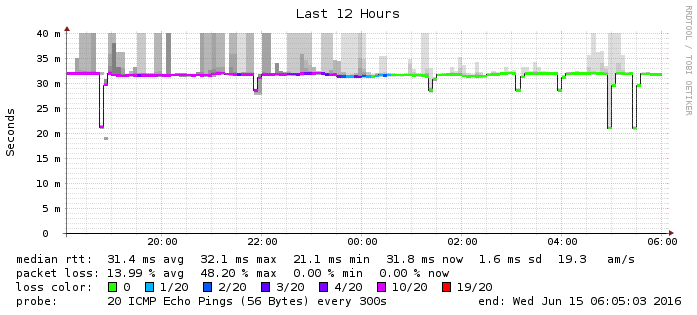 Last 12 Hours
RRDTOOL / TOBI OETIKER
Seconds
40 m
35 m
30 m
25 m
20 m
15 m
10 m
5 m
0
20:00 22:00 00:00 02:00 04:00 06:00
median rtt: 31.4 ms avg 32.1 ms max 21.1 ms min 31.8 ms now 1.6 ms sd 19.3 am/s
packet loss: 13.99 % avg 48.20 % max 0.00 % min 0.00 % now
loss color: 0 1/20 2/20 3/20 4/20 10/20 19/20
probe: 20 ICMP Echo Pings (56 Bytes) every 300s end: Wed Jun 15 06:05:03 2016